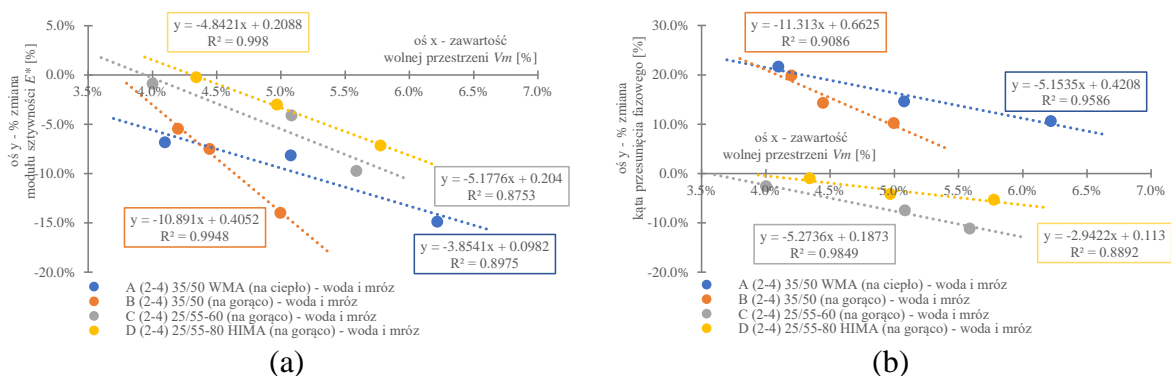 oś y - % zmiana
modułu sztywności E* [%]
5.0%
0.0%
-5.0%
-10.0%
-15.0%
-20.0%
3.5% 4.0% 4.5% 5.0% 5.5% 6.0% 6.5% 7.0%
y = -4.8421x + 0.2088
R² = 0.998
oś x - zawartość
wolnej przestrzeni Vm [%]
y = -5.1776x + 0.204
R² = 0.8753
y = -10.891x + 0.4052
R² = 0.9948
y = -3.8541x + 0.0982
R² = 0.8975
A (2-4) 35/50 WMA (na ciepło) - woda i mróz
B (2-4) 35/50 (na gorąco) - woda i mróz
C (2-4) 25/55-60 (na gorąco) - woda i mróz
D (2-4) 25/55-80 HIMA (na gorąco) - woda i mróz
(a)
oś y - % zmiana
kąta przesunięcia fazowego [%]
30.0%
20.0%
10.0%
0.0%
-10.0%
-20.0%
3.5% 4.0% 4.5% 5.0% 5.5% 6.0% 6.5% 7.0%
y = -11.313x + 0.6625
R² = 0.9086
y = -5.1535x + 0.4208
R² = 0.9586
oś x - zawartość
wolnej przestrzeni Vm [%]
y = -5.2736x + 0.1873
R² = 0.9849
y = -2.9422x + 0.113
R² = 0.8892
A (2-4) 35/50 WMA (na ciepło) - woda i mróz
B (2-4) 35/50 (na gorąco) - woda i mróz
C (2-4) 25/55-60 (na gorąco) - woda i mróz
D (2-4) 25/55-80 HIMA (na gorąco) - woda i mróz
(b)